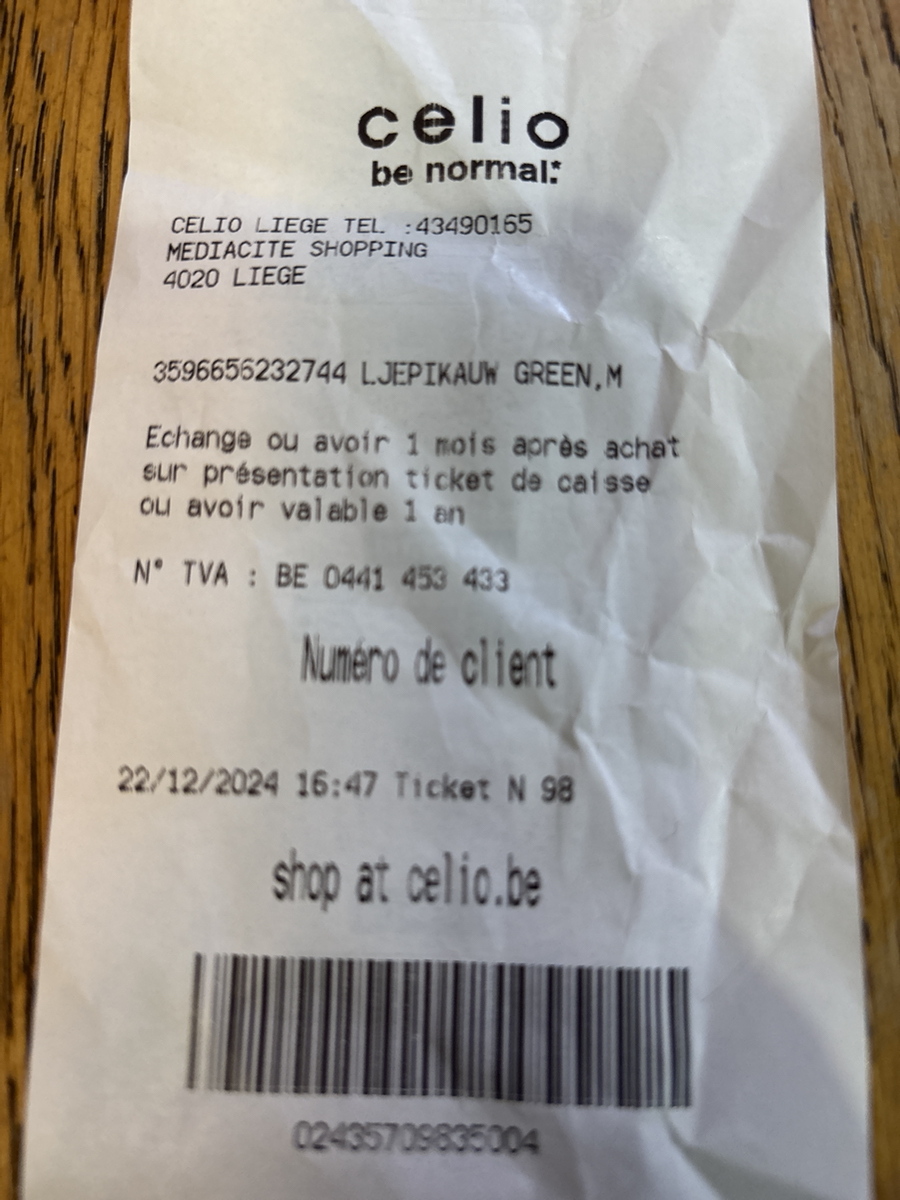 celio
be normal:*
CELIO LIEGE TEL :43490165
MEDIACITE SHOPPING
4020 LIEGE
3596656232744 LJEPIKAUW GREEN,M
Echange ou avoir 1 mois après achat
sur présentation ticket de caisse
ou avoir valable 1 an
N° TVA : BE 0441 453 433
Numéro de client
22/12/2024 16:47 Ticket N 98
shop at celio.be
02435709835004